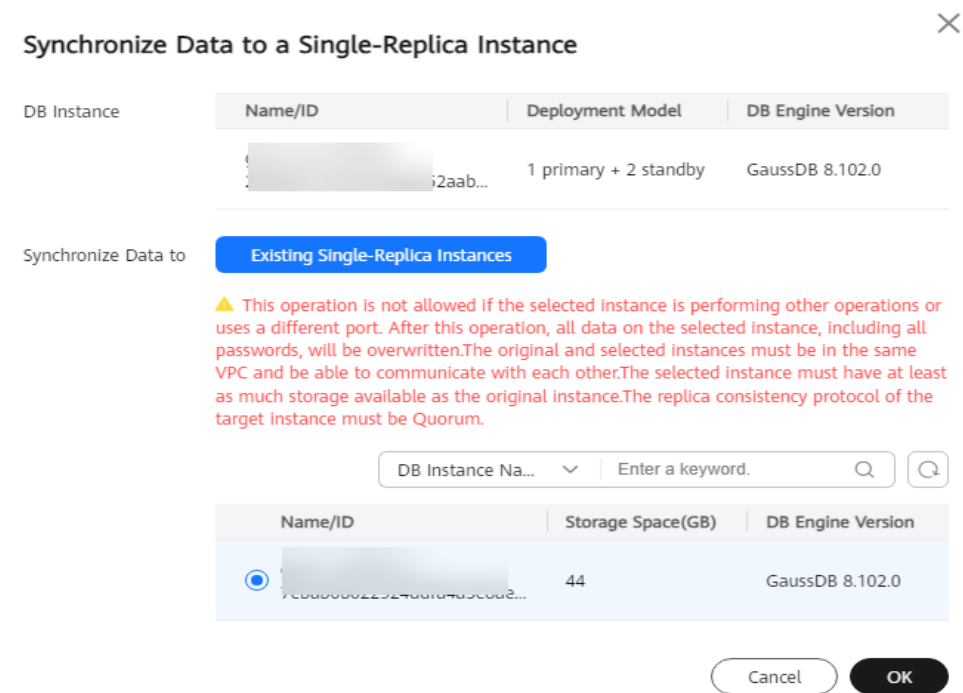 Synchronize Data to a Single-Replica Instance
DB Instance
Name/ID Deployment Model DB Engine Version
52aab... 1 primary + 2 standby GaussDB 8.102.0
Synchronize Data to Existing Single-Replica Instances
This operation is not allowed if the selected instance is performing other operations or
uses a different port. After this operation, all data on the selected instance, including all
passwords, will be overwritten.The original and selected instances must be in the same
VPC and be able to communicate with each other.The selected instance must have at least
as much storage available as the original instance.The replica consistency protocol of the
target instance must be Quorum.
DB Instance Na... Enter a keyword.
Name/ID Storage Space(GB) DB Engine Version
44 GaussDB 8.102.0
Cancel OK